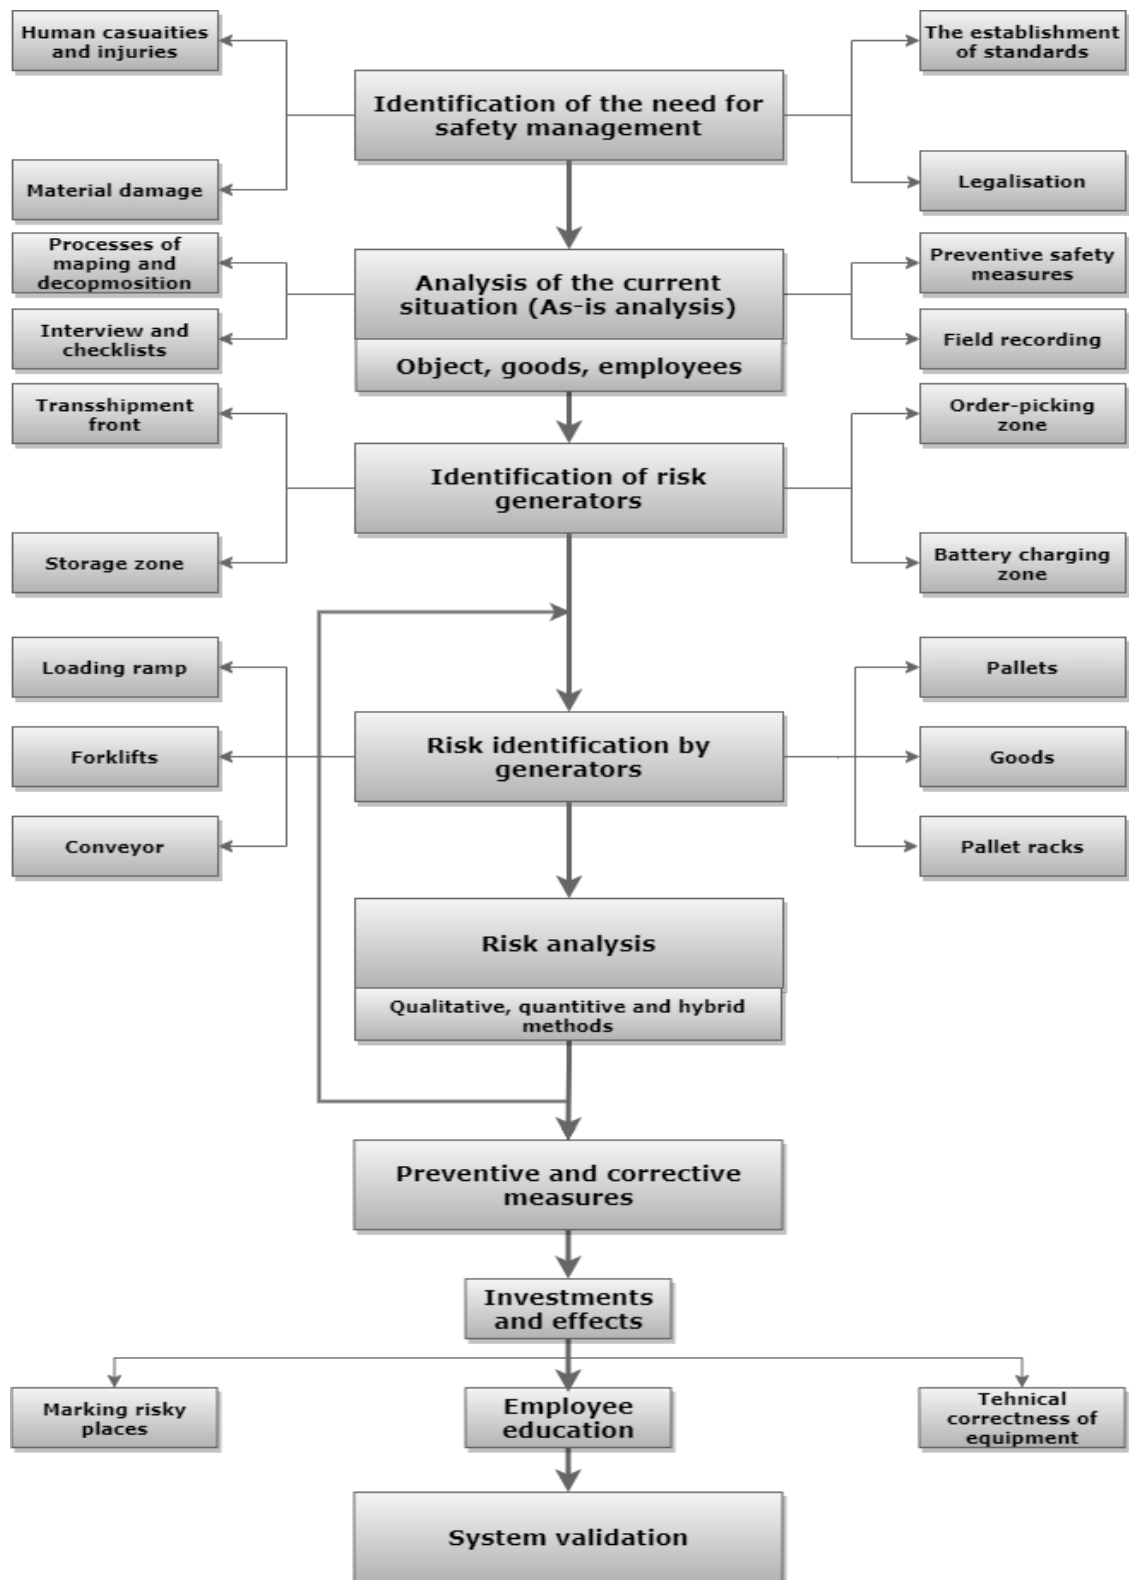 Human casuaities
and injuries
The establishment
of standards
Identification of the need for
safety management
Material damage
Legalisation
Processes of
maping and
decopmosition
Preventive safety
measures
Analysis of the current
situation (As-is analysis)
Interview and
checklists
Field recording
Object, goods, employees
Transshipment
front
Order-picking
zone
Identification of risk
generators
Storage zone
Battery charging
zone
Loading ramp
Pallets
Risk identification by
generators
Forklifts
Goods
Conveyor
Pallet racks
Risk analysis
Qualitative, quantitive and hybrid
methods
Preventive and corrective
measures
Investments
and effects
Marking risky
places
Employee
education
Tehnical
correctness of
equipment
System validation